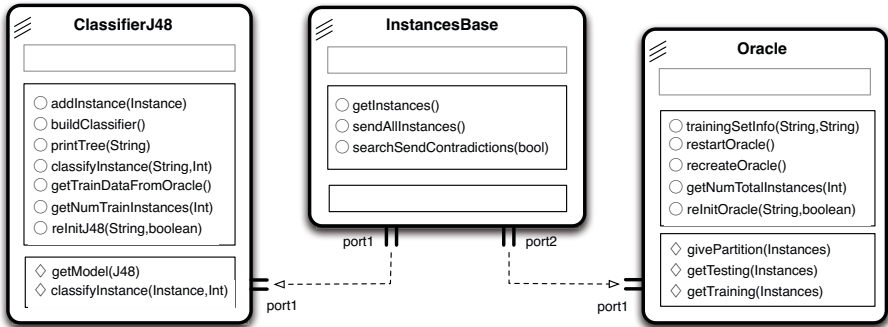 ClassifierJ48
addInstance(Instance)
buildClassifier()
printTree(String)
classifyInstance(String,Int)
getTrainDataFromOracle()
getNumTrainInstances(Int)
reInitJ48(String,boolean)
getModel(J48)
classifyInstance(Instance,Int)
port1
InstancesBase
getInstances()
sendAllInstances()
searchSendContradictions(bool)
port1
port2
Oracle
trainingSetInfo(String,String)
restartOracle()
recreateOracle()
getNumTotalInstances(Int)
reInitOracle(String,boolean)
givePartition(Instances)
getTesting(Instances)
getTraining(Instances)
port1